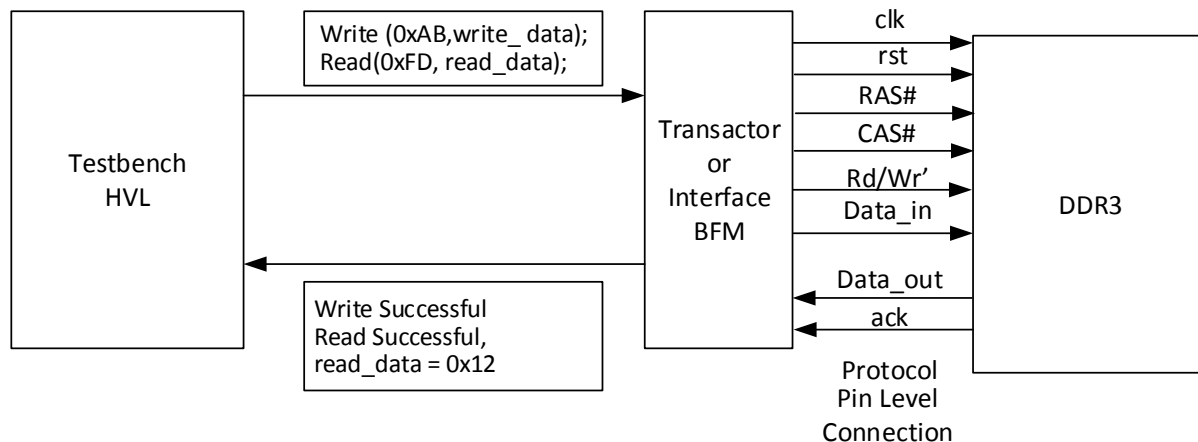 Testbench
HVL
Write (0xAB,write_ data);
Read(0xFD, read_data);
Write Successful
Read Successful,
read_data = 0x12
Transactor
or
Interface
BFM
clk
rst
RAS#
CAS#
Rd/Wr’
Data_in
Data_out
ack
Protocol
Pin Level
Connection
DDR3